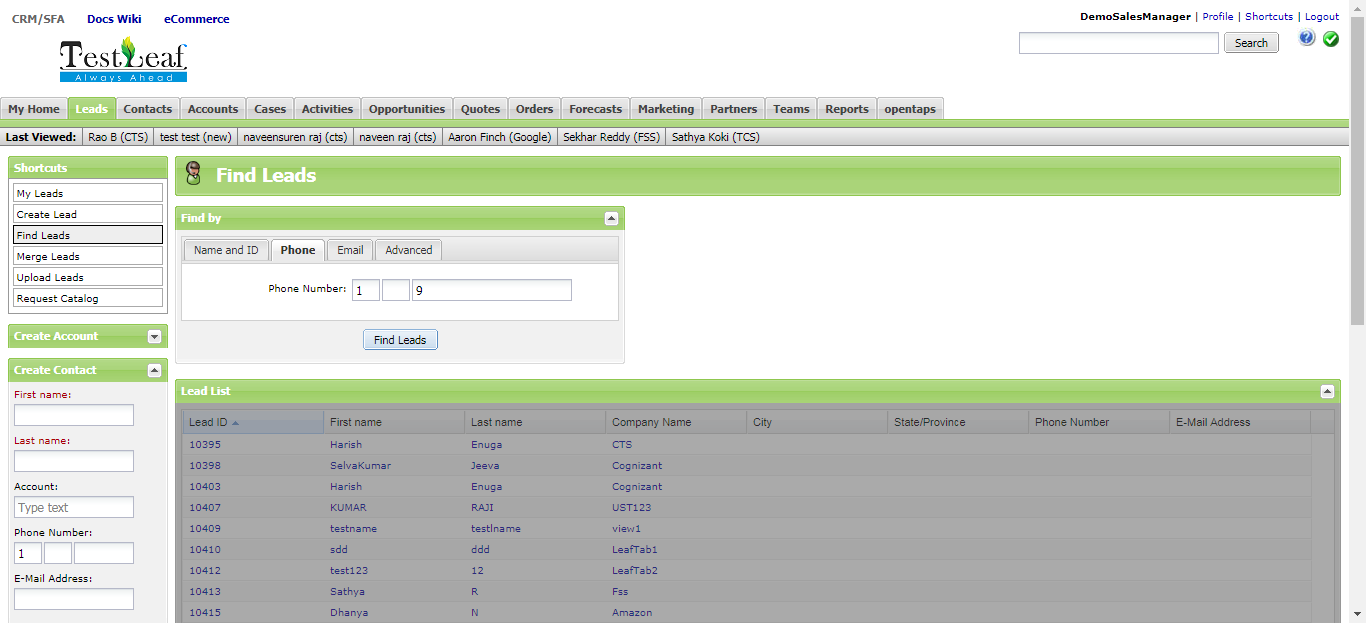 CRM/SFA Docs Wiki eCommerce
DemoSalesManager | Profile | Shortcuts | Logout
Search
TestLeaf
Always Ahead
My Home Leads Contacts Accounts Cases Activities Opportunities Quotes Orders Forecasts Marketing Partners Teams Reports opentaps
Last Viewed: Rao B (CTS) test test (new) naveensuren raj (cts) naveen raj (cts) Aaron Finch (Google) Sekhar Reddy (FSS) Sathya Koki (TCS)
Shortcuts
My Leads
Create Lead
Find Leads
Merge Leads
Upload Leads
Request Catalog
Create Account
Create Contact
First name:
Last name:
Account:
Type text
Phone Number:
1
E-Mail Address:
Find Leads
Find by
Name and ID Phone Email Advanced
Phone Number: 1 9
Find Leads
Lead List
Lead ID First name Last name Company Name City State/Province Phone Number E-Mail Address
10395 Harish Enuga CTS
10398 SelvaKumar Jeeva Cognizant
10403 Harish Enuga Cognizant
10407 KUMAR RAJI UST123
10409 testname testlname view1
10410 sdd ddd LeafTab1
10412 test123 12 LeafTab2
10413 Sathya R Fss
10415 Dhanya N Amazon